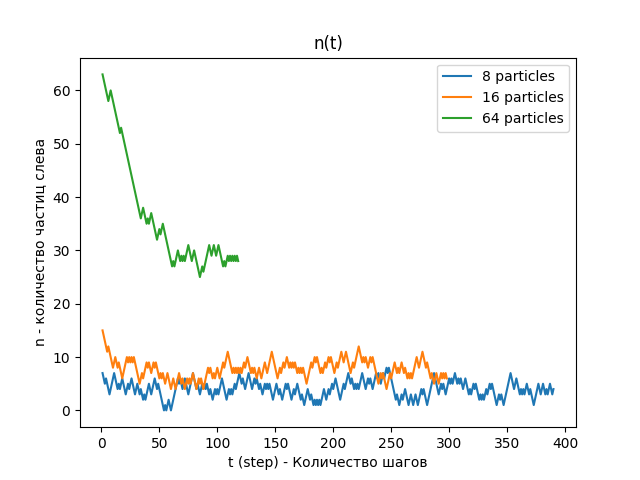 n(t)
8 particles
16 particles
64 particles
n - количество частиц слева
60
50
40
30
20
10
0
0 50 100 150 200 250 300 350 400
t (step) - Количество шагов